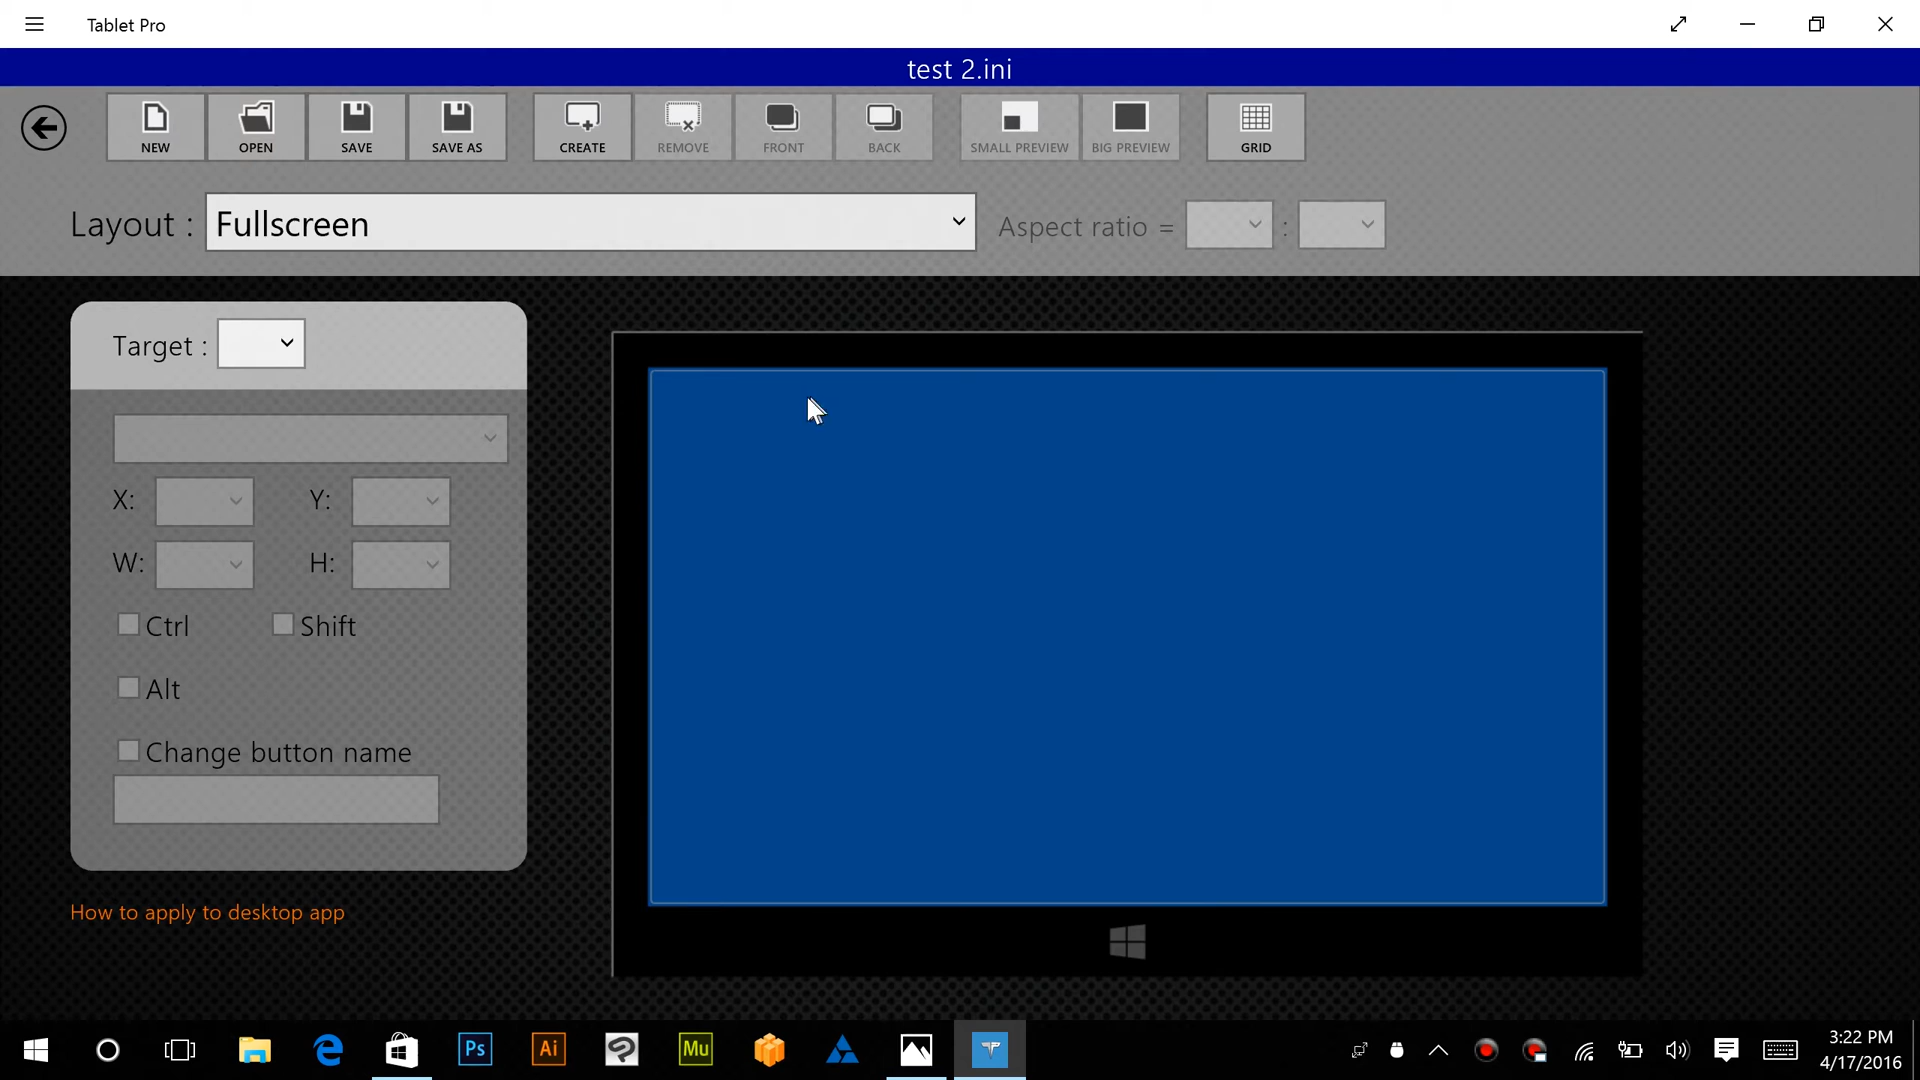 Tablet Pro
test 2.ini
NEW OPEN SAVE SAVE AS CREATE REMOVE FRONT BACK SMALL PREVIEW BIG PREVIEW GRID
Layout : Fullscreen Aspect ratio = :
Target :
X: Y:
W: H:
Ctrl Shift
Alt
Change button name
How to apply to desktop app
Ps Ai Mu
3:22 PM
4/17/2016